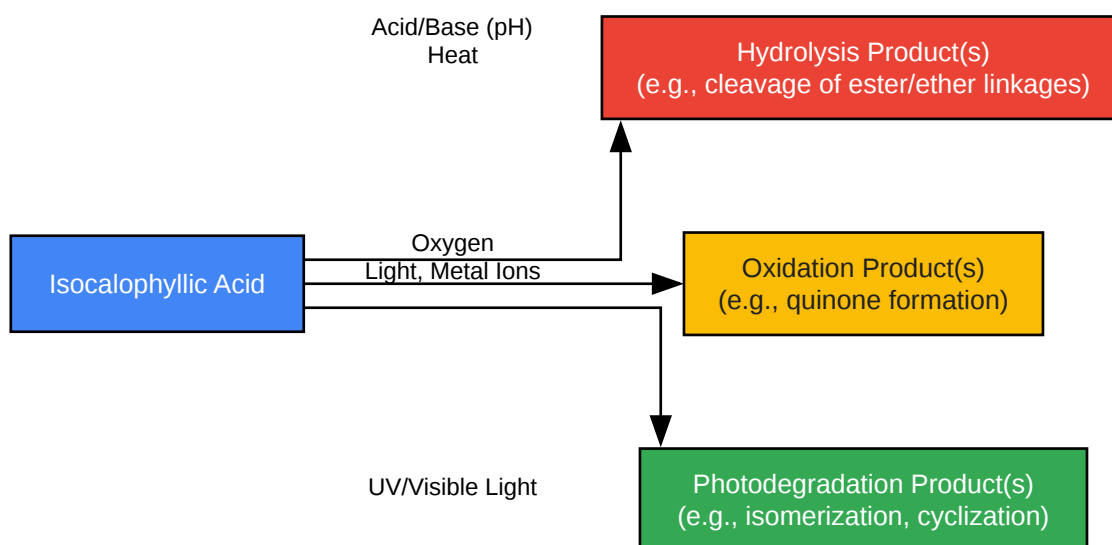 Acid/Base (pH)
Heat
Hydrolysis Product(s)
(e.g., cleavage of ester/ether linkages)
Isocalophyllic Acid
Oxygen
Light, Metal Ions
Oxidation Product(s)
(e.g., quinone formation)
UV/Visible Light
Photodegradation Product(s)
(e.g., isomerization, cyclization)